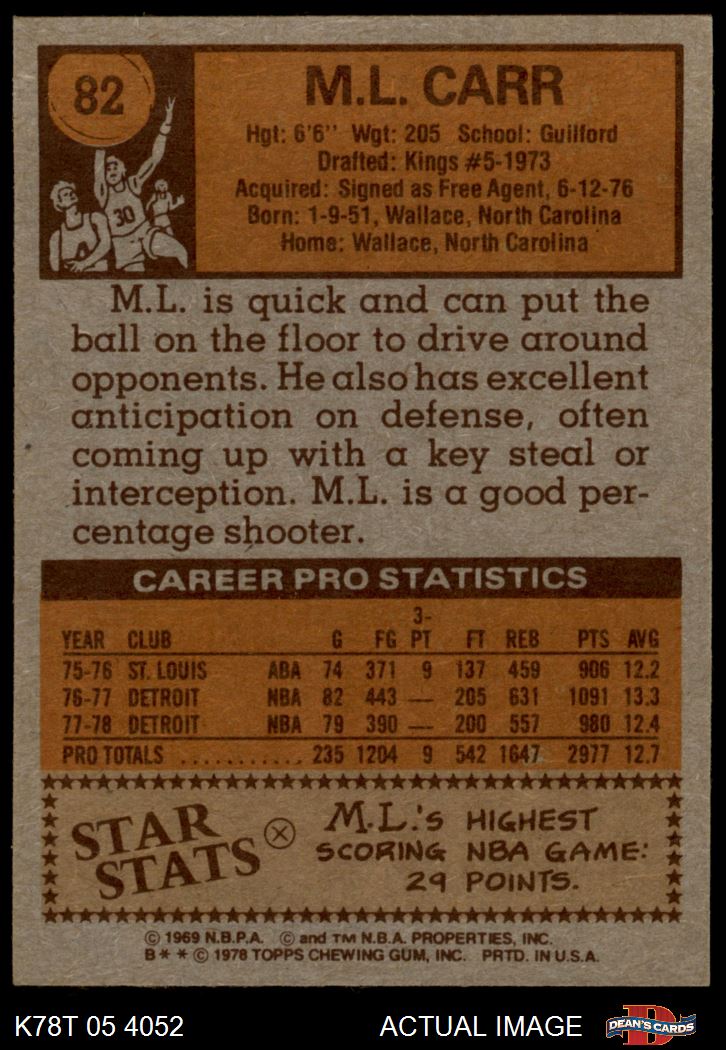 82
M.L. CARR
Hgt: 6'6" Wgt: 205 School: Guilford
Drafted: Kings #5-1973
Acquired: Signed as Free Agent, 6-12-76
Born: 1-9-51, Wallace, North Carolina
Home: Wallace, North Carolina
30
M.L. is quick and can put the
ball on the floor to drive around
opponents. He also has excellent
anticipation on defense, often
coming up with a key steal or
interception. M.L. is a good per-
centage shooter.
CAREER PRO STATISTICS
YEAR CLUB G FG 3-PT FT REB PTS AVG
75-76 ST. LOUIS ABA 74 371 9 137 459 906 12.2
76-77 DETROIT NBA 82 443 — 205 631 1091 13.3
77-78 DETROIT NBA 79 390 — 200 557 980 12.4
PRO TOTALS ........... 235 1204 9 542 1647 2977 12.7
STAR STATS
M.L.'s HIGHEST
SCORING NBA GAME:
29 POINTS.
© 1969 N.B.P.A. © and TM N.B.A. PROPERTIES, INC.
B** © 1978 TOPPS CHEWING GUM, INC. PRTD. IN U.S.A.
K78T 05 4052 ACTUAL IMAGE DEAN'S CARDS